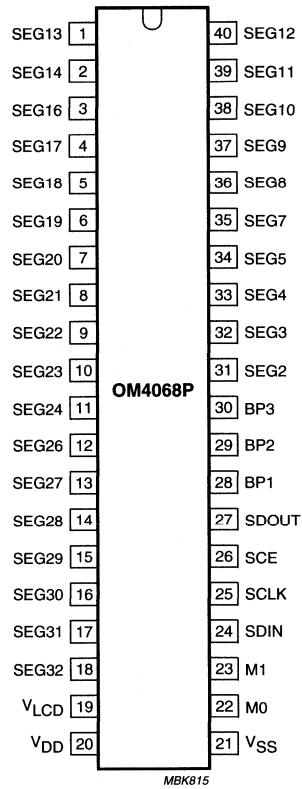 SEG13 1 40 SEG12
SEG14 2 39 SEG11
SEG16 3 38 SEG10
SEG17 4 37 SEG9
SEG18 5 36 SEG8
SEG19 6 35 SEG7
SEG20 7 34 SEG5
SEG21 8 33 SEG4
SEG22 9 32 SEG3
SEG23 10 31 SEG2
OM4068P
SEG24 11 30 BP3
SEG26 12 29 BP2
SEG27 13 28 BP1
SEG28 14 27 SDOUT
SEG29 15 26 SCE
SEG30 16 25 SCLK
SEG31 17 24 SDIN
SEG32 18 23 M1
VLCD 19 22 M0
VDD 20 21 VSS
MBK815